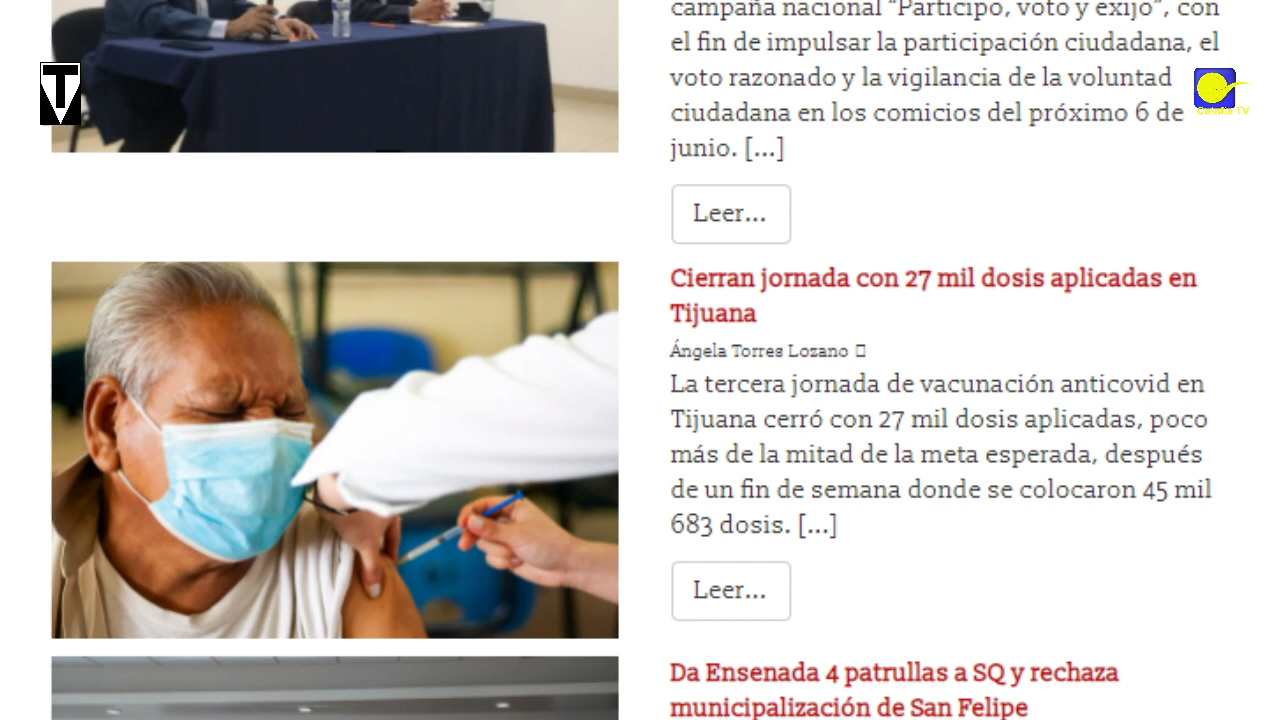 campaña nacional "Participo, voto y exijo", con
el fin de impulsar la participación ciudadana, el
voto razonado y la vigilancia de la voluntad
ciudadana en los comicios del próximo 6 de
junio. [...]
T
Cañada TV
Leer...
Cierran jornada con 27 mil dosis aplicadas en
Tijuana
Ángela Torres Lozano
La tercera jornada de vacunación anticovid en
Tijuana cerró con 27 mil dosis aplicadas, poco
más de la mitad de la meta esperada, después
de un fin de semana donde se colocaron 45 mil
683 dosis. [...]
Leer...
Da Ensenada 4 patrullas a SQ y rechaza
municipalización de San Felipe